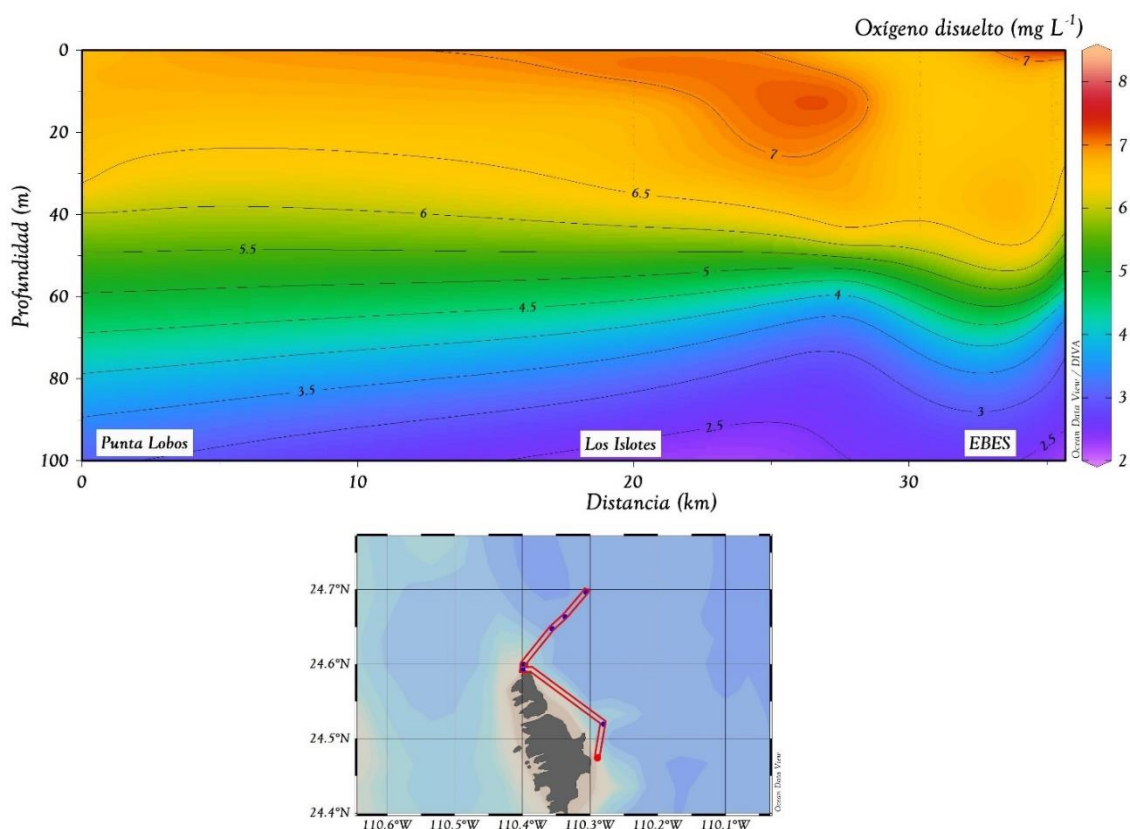 Oxígeno disuelto (mg L⁻¹)
0
20
40
60
80
100
Profundidad (m)
7
7
6.5
6
5.5
5
4.5
4
3.5
3
2.5
2.5
Punta Lobos
Los Islotes
EBES
0
10
20
30
Distancia (km)
8
7
6
5
4
3
2
Ocean Data View / DIVA
24.7°N
24.6°N
24.5°N
24.4°N
110.6°W
110.5°W
110.4°W
110.3°W
110.2°W
110.1°W
Ocean Data View